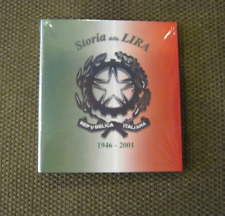 Storia della LIRA
REPVBBLICA ITALIANA
1946 - 2001